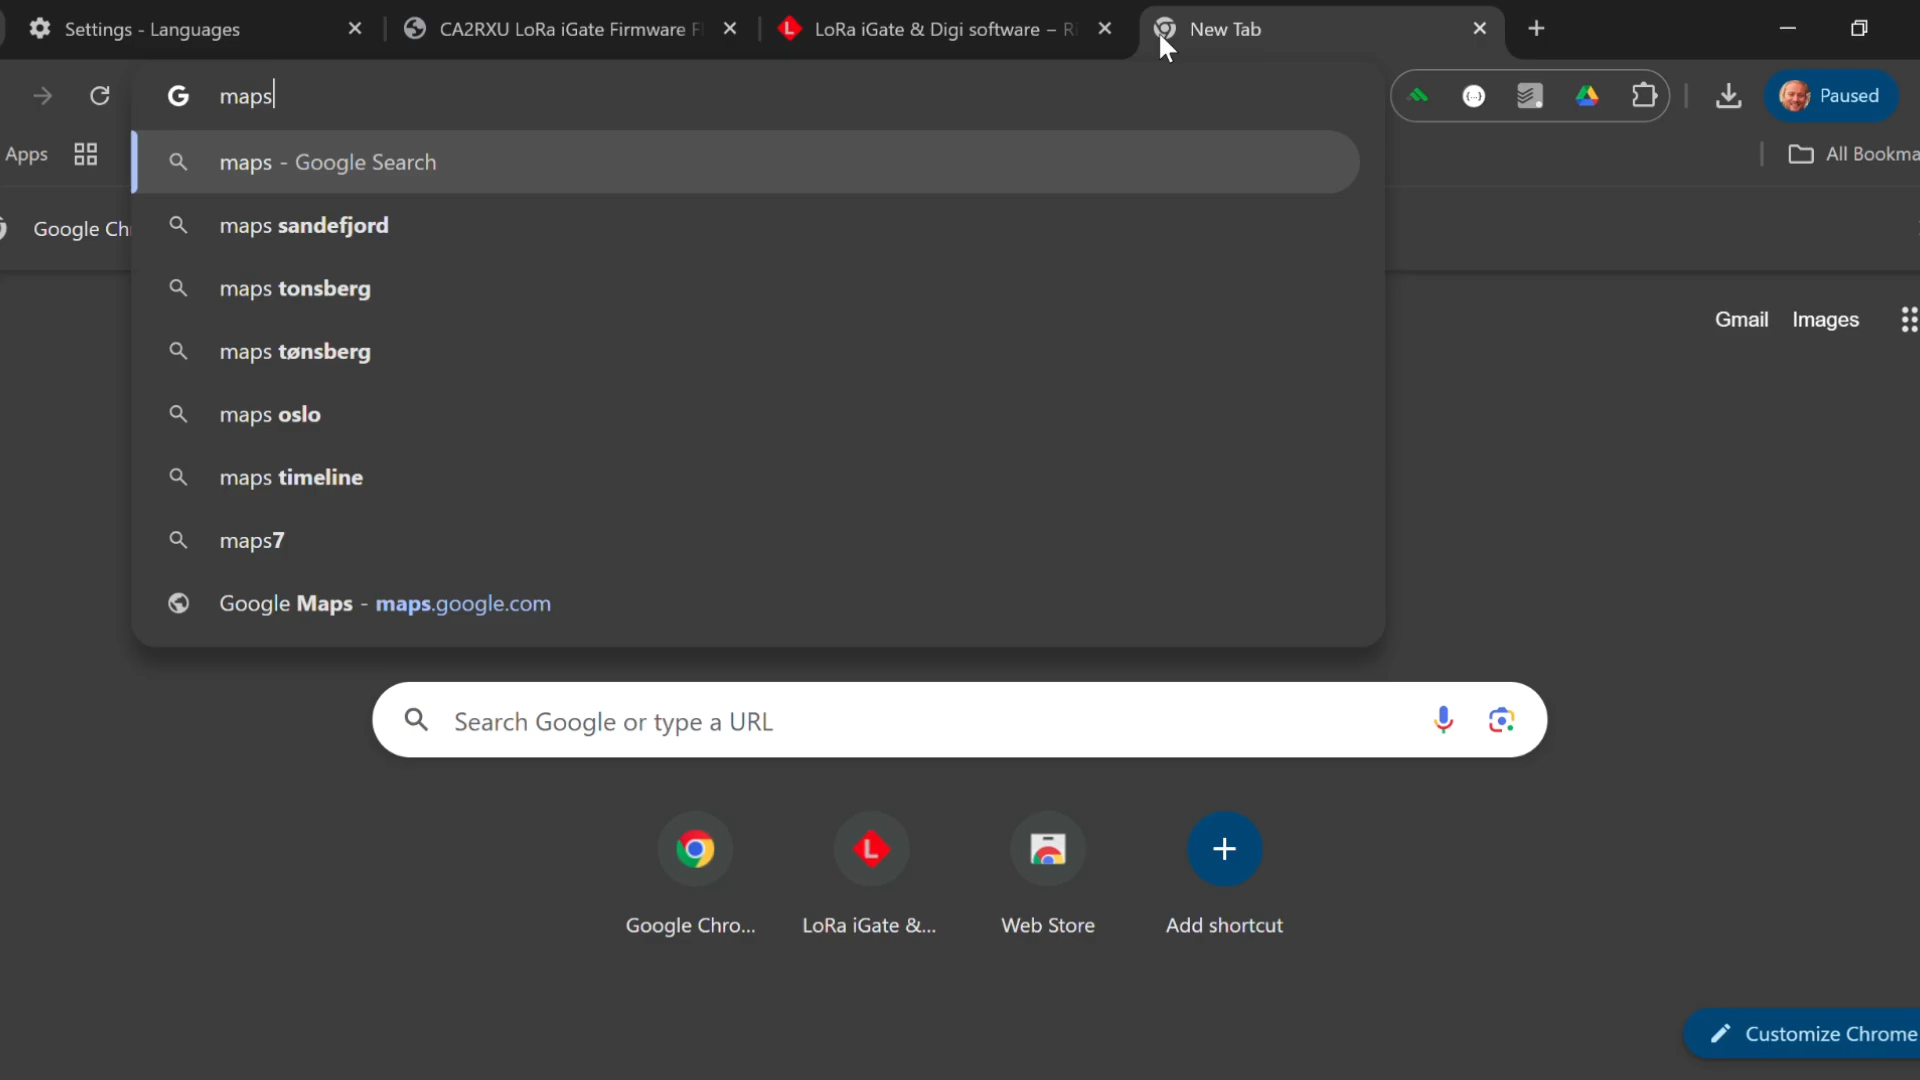 Settings - Languages
CA2RXU LoRa iGate Firmware
LoRa iGate & Digi software –
New Tab
maps
Paused
Apps
maps - Google Search
All Bookma
maps sandefjord
Google Ch
maps tonsberg
Gmail Images
maps tønsberg
maps oslo
maps timeline
maps7
Google Maps - maps.google.com
Search Google or type a URL
L
Google Chro... LoRa iGate &... Web Store Add shortcut
Customize Chrome